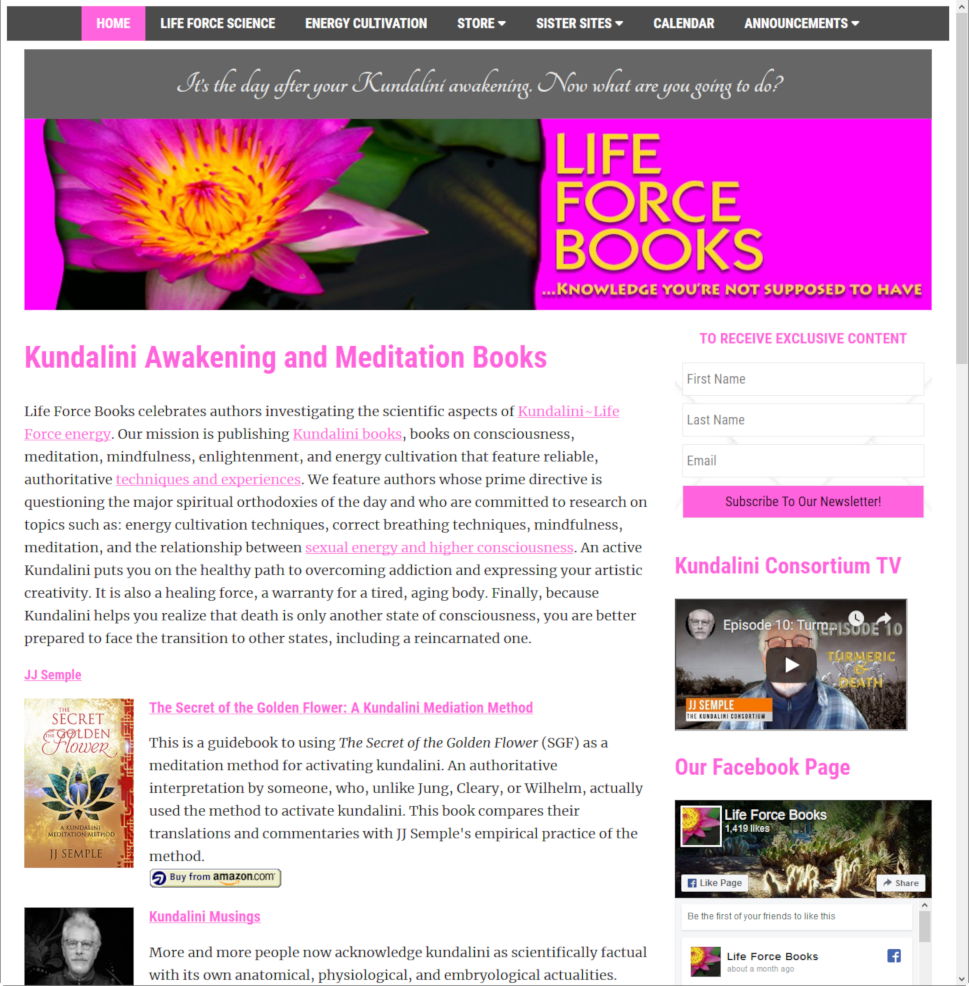 HOME LIFE FORCE SCIENCE ENERGY CULTIVATION STORE SISTER SITES CALENDAR ANNOUNCEMENTS
It's the day after your Kundalini awakening. Now what are you going to do?
LIFE
FORCE
BOOKS
...KNOWLEDGE YOU'RE NOT SUPPOSED TO HAVE
Kundalini Awakening and Meditation Books
Life Force Books celebrates authors investigating the scientific aspects of Kundalini~Life
Force energy. Our mission is publishing Kundalini books, books on consciousness,
meditation, mindfulness, enlightenment, and energy cultivation that feature reliable,
authoritative techniques and experiences. We feature authors whose prime directive is
questioning the major spiritual orthodoxies of the day and who are committed to research on
topics such as: energy cultivation techniques, correct breathing techniques, mindfulness,
meditation, and the relationship between sexual energy and higher consciousness. An active
Kundalini puts you on the healthy path to overcoming addiction and expressing your artistic
creativity. It is also a healing force, a warranty for a tired, aging body. Finally, because
Kundalini helps you realize that death is only another state of consciousness, you are better
prepared to face the transition to other states, including a reincarnated one.
JJ Semple
THE
SECRET
OF THE GOLDEN
Flower
A KUNDALINI
MEDITATION METHOD
JJ SEMPLE
The Secret of the Golden Flower: A Kundalini Mediation Method
This is a guidebook to using The Secret of the Golden Flower (SGF) as a
meditation method for activating kundalini. An authoritative
interpretation by someone, who, unlike Jung, Cleary, or Wilhelm, actually
used the method to activate kundalini. This book compares their
translations and commentaries with JJ Semple's empirical practice of the
method.
Buy from amazon.com
Kundalini Musings
More and more people now acknowledge kundalini as scientifically factual
with its own anatomical, physiological, and embryological actualities.
TO RECEIVE EXCLUSIVE CONTENT
First Name
Last Name
Email
Subscribe To Our Newsletter!
Kundalini Consortium TV
Episode 10: Turm...
EPISODE 10
TURMERIC
&
DEATH
JJ SEMPLE
THE KUNDALINI CONSORTIUM
Our Facebook Page
Life Force Books
1,419 likes
Like Page Share
Be the first of your friends to like this
Life Force Books
about a month ago